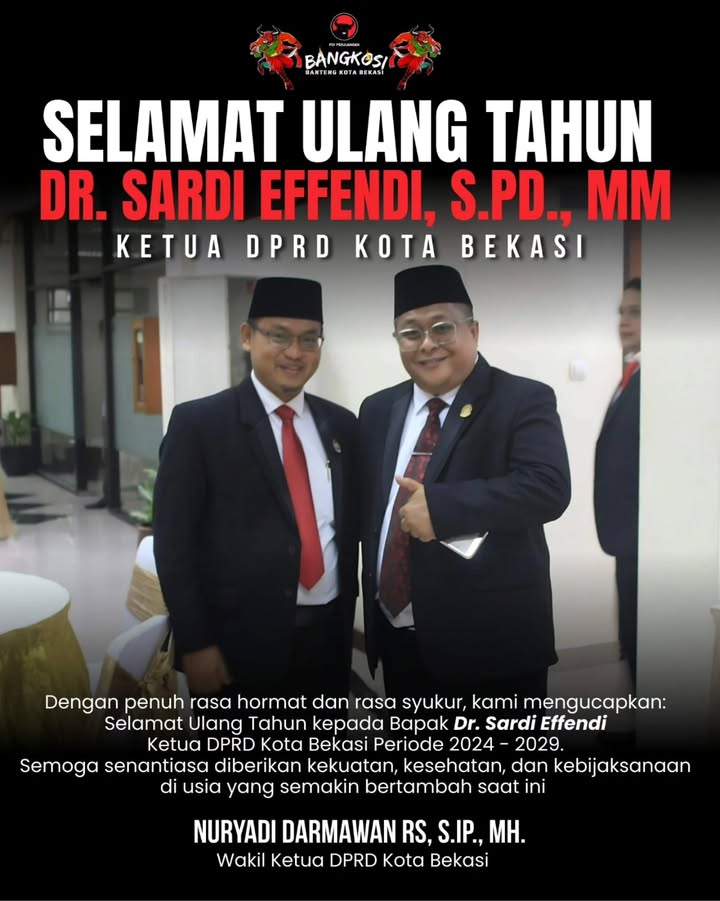 PDI PERJUANGAN
BANGKOSI
BANTENG KOTA BEKASI
SELAMAT ULANG TAHUN
DR. SARDI EFFENDI, S.PD., MM
KETUA DPRD KOTA BEKASI
Dengan penuh rasa hormat dan rasa syukur, kami mengucapkan:
Selamat Ulang Tahun kepada Bapak Dr. Sardi Effendi
Ketua DPRD Kota Bekasi Periode 2024 - 2029.
Semoga senantiasa diberikan kekuatan, kesehatan, dan kebijaksanaan
di usia yang semakin bertambah saat ini
NURYADI DARMAWAN RS, S.IP., MH.
Wakil Ketua DPRD Kota Bekasi